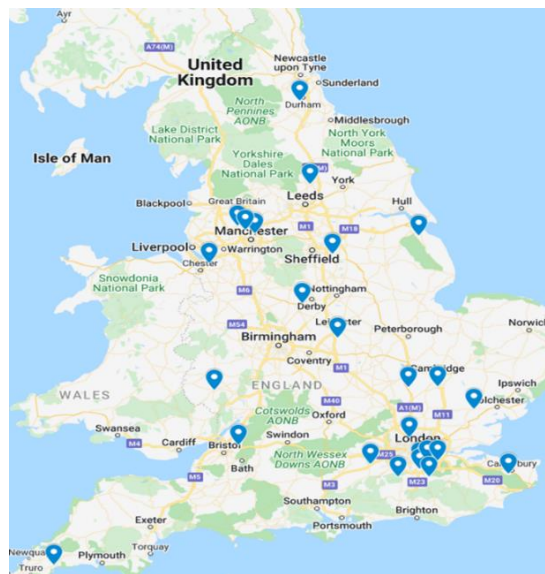 Ayr
A74(M)
United
Kingdom
Newcastle
upon Tyne
Sunderland
Durham
North
Pennines
AONB
Middlesbrough
Lake District
National Park
North York
Moors
National Park
Isle of Man
Yorkshire
Dales
National Park
York
Leeds
Blackpool
Great Britain
Hull
Manchester
M1
M18
Liverpool
Warrington
Sheffield
Chester
Snowdonia
National Park
M6
Nottingham
Derby
Norwich
M54
Peterborough
Birmingham
Coventry
M1
Cambridge
WALES
ENGLAND
Ipswich
M40
A1(M)
M11
Colchester
Cotswolds
AONB
Oxford
Swansea
M4
Cardiff
Bristol
Swindon
London
Bath
North Wessex
Downs AONB
M25
Canterbury
M5
M3
M23
M20
Southampton
Brighton
Exeter
Portsmouth
Newqua
Plymouth
Torquay
Truro